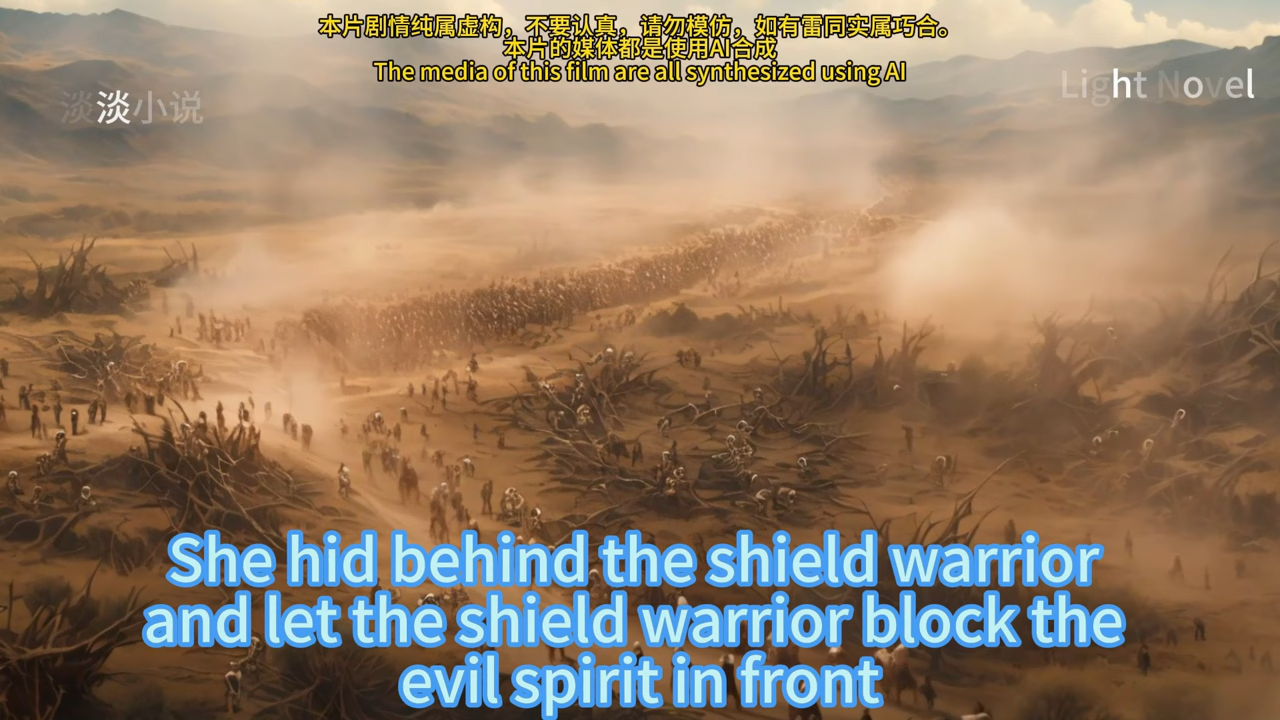 本片剧情纯属虚构，不要认真，请勿模仿，如有雷同实属巧合。
本片的媒体都是使用AI合成
The media of this film are all synthesized using AI
淡淡小说
Light Novel
She hid behind the shield warrior
and let the shield warrior block the
evil spirit in front